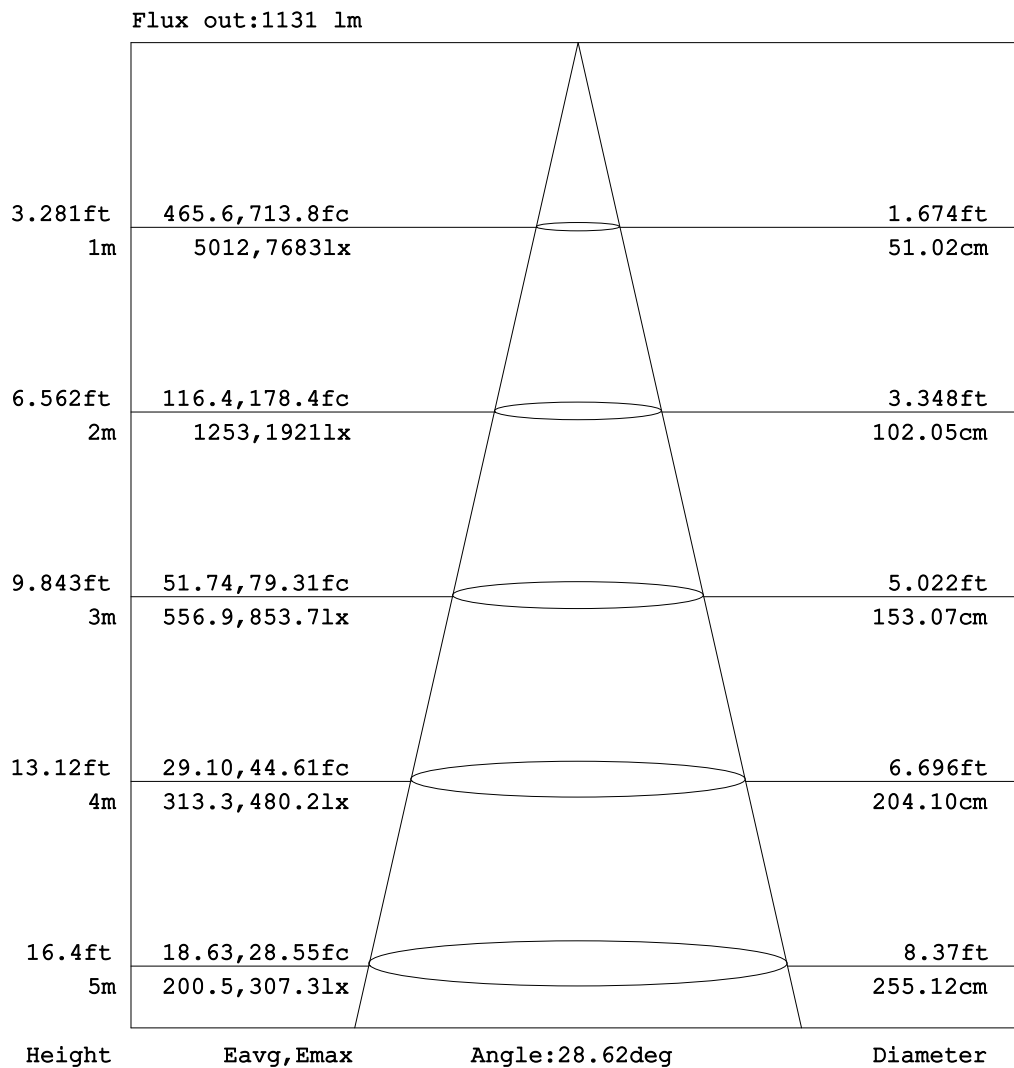 Flux out:1131 lm
3.281ft 465.6,713.8fc 1.674ft
1m 5012,7683lx 51.02cm
6.562ft 116.4,178.4fc 3.348ft
2m 1253,1921lx 102.05cm
9.843ft 51.74,79.31fc 5.022ft
3m 556.9,853.7lx 153.07cm
13.12ft 29.10,44.61fc 6.696ft
4m 313.3,480.2lx 204.10cm
16.4ft 18.63,28.55fc 8.37ft
5m 200.5,307.3lx 255.12cm
Height Eavg,Emax Angle:28.62deg Diameter